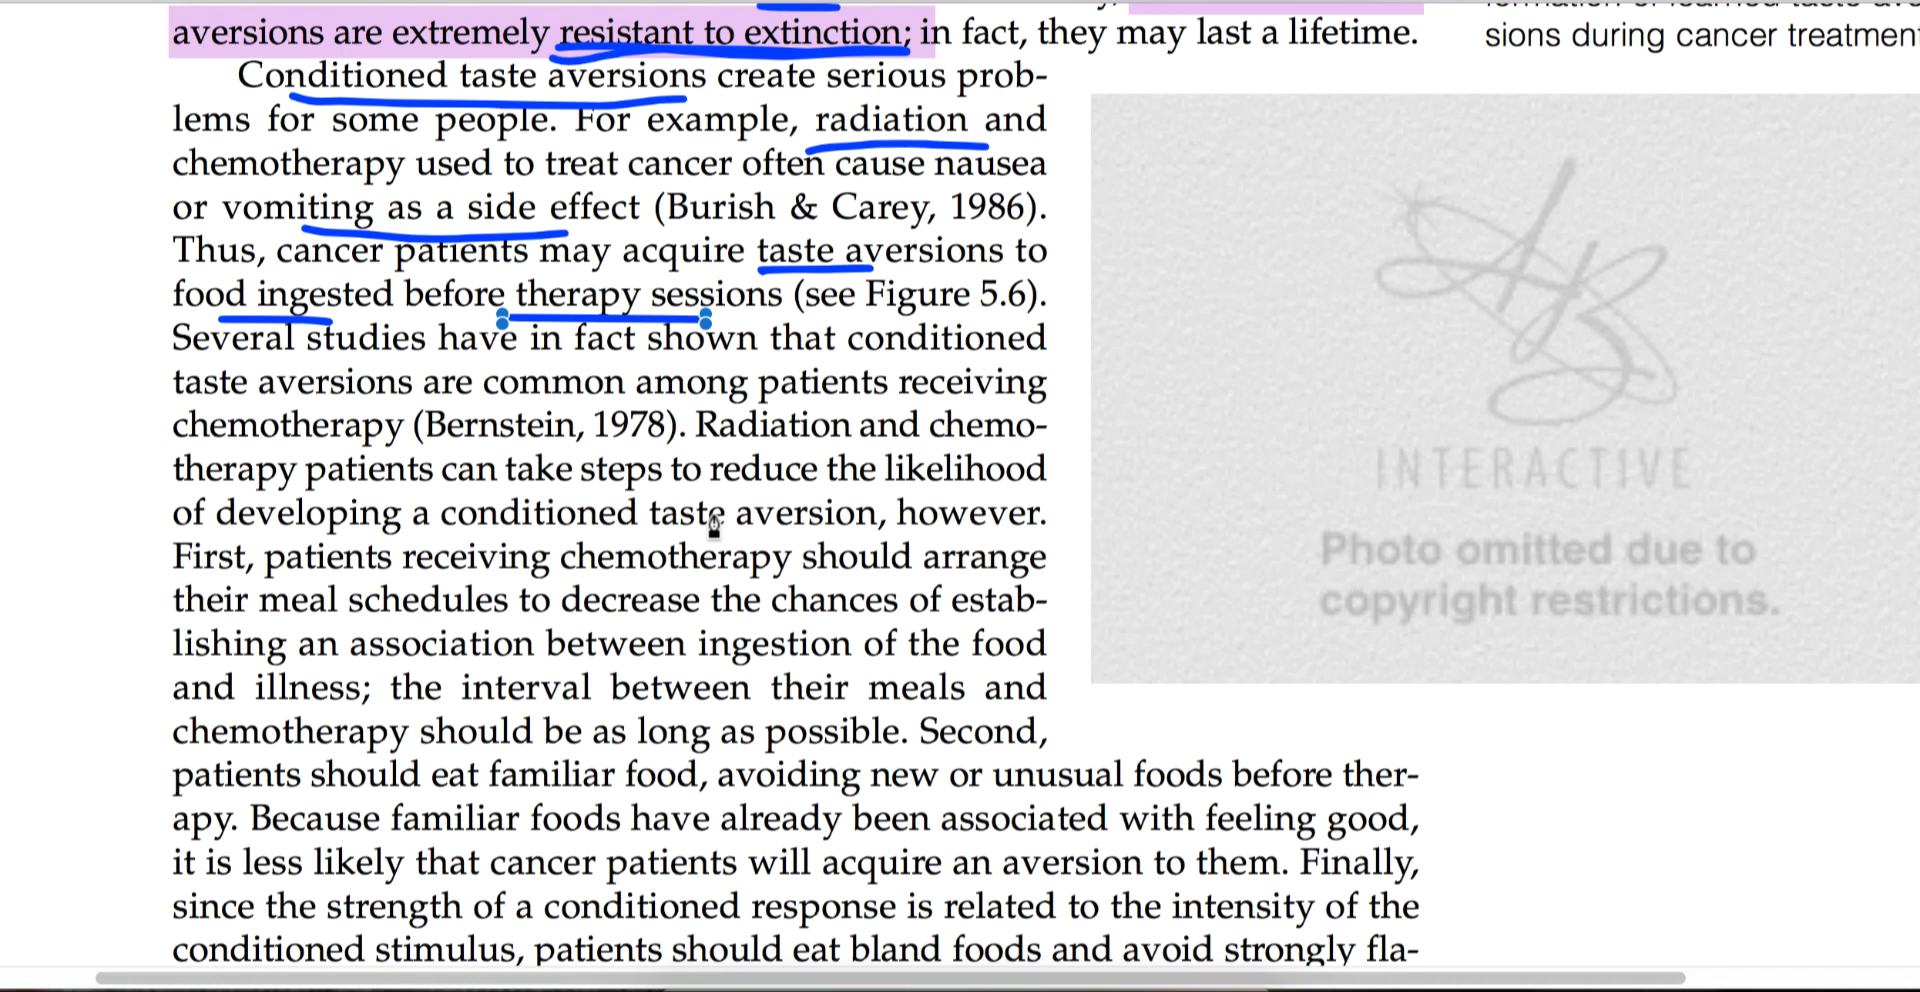 aversions are extremely resistant to extinction; in fact, they may last a lifetime.
Conditioned taste aversions create serious prob-
lems for some people. For example, radiation and
chemotherapy used to treat cancer often cause nausea
or vomiting as a side effect (Burish & Carey, 1986).
Thus, cancer patients may acquire taste aversions to
food ingested before therapy sessions (see Figure 5.6).
Several studies have in fact shown that conditioned
taste aversions are common among patients receiving
chemotherapy (Bernstein, 1978). Radiation and chemo-
therapy patients can take steps to reduce the likelihood
of developing a conditioned taste aversion, however.
First, patients receiving chemotherapy should arrange
their meal schedules to decrease the chances of estab-
lishing an association between ingestion of the food
and illness; the interval between their meals and
chemotherapy should be as long as possible. Second,
patients should eat familiar food, avoiding new or unusual foods before ther-
apy. Because familiar foods have already been associated with feeling good,
it is less likely that cancer patients will acquire an aversion to them. Finally,
since the strength of a conditioned response is related to the intensity of the
conditioned stimulus, patients should eat bland foods and avoid strongly fla-
sions during cancer treatment
INTERACTIVE
Photo omitted due to
copyright restrictions.